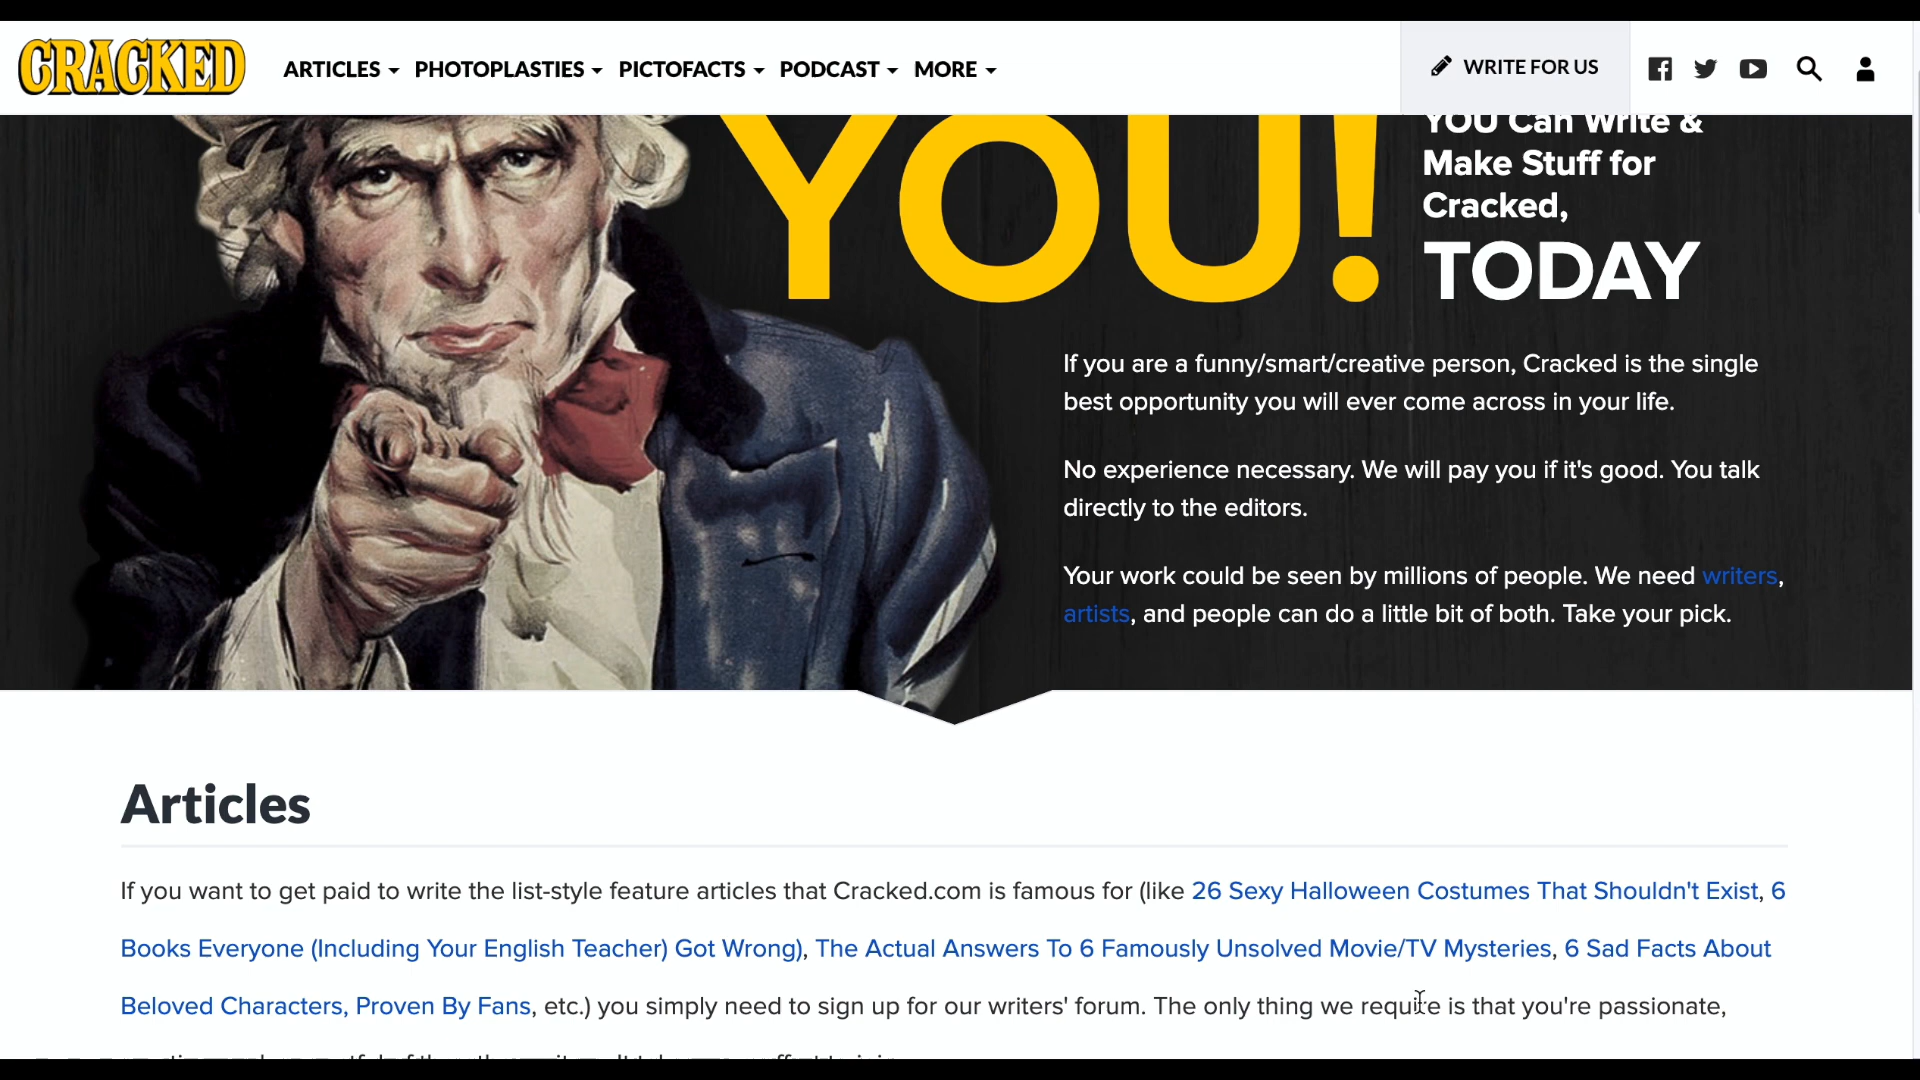 CRACKED
ARTICLES PHOTOPLASTIES PICTOFACTS PODCAST MORE WRITE FOR US
YOU!
YOU Can Write &
Make Stuff for
Cracked,
TODAY
If you are a funny/smart/creative person, Cracked is the single
best opportunity you will ever come across in your life.
No experience necessary. We will pay you if it's good. You talk
directly to the editors.
Your work could be seen by millions of people. We need writers,
artists, and people can do a little bit of both. Take your pick.
Articles
If you want to get paid to write the list-style feature articles that Cracked.com is famous for (like 26 Sexy Halloween Costumes That Shouldn't Exist, 6
Books Everyone (Including Your English Teacher) Got Wrong), The Actual Answers To 6 Famously Unsolved Movie/TV Mysteries, 6 Sad Facts About
Beloved Characters, Proven By Fans, etc.) you simply need to sign up for our writers' forum. The only thing we require is that you're passionate,